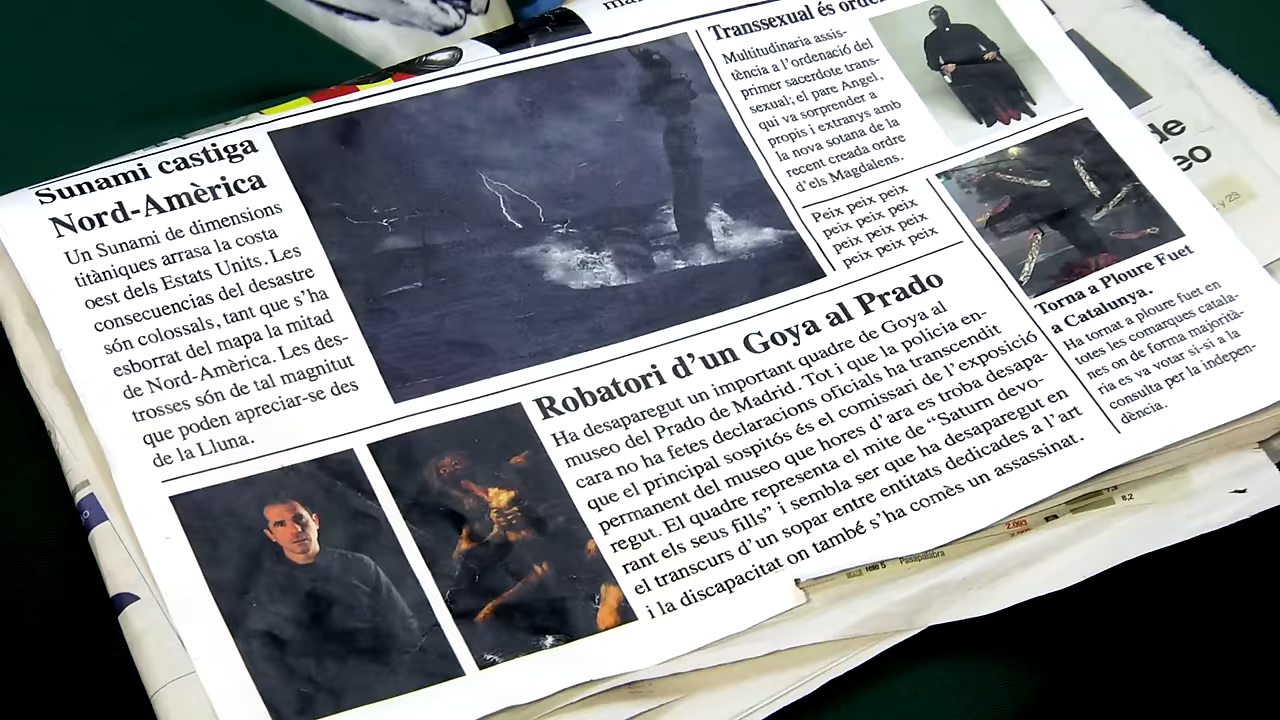 Sunami castiga
Nord-Amèrica
Un Sunami de dimensions
titàniques arrasa la costa
oest dels Estats Units. Les
consecuencias del desastre
són colossals, tant que s'ha
esborrat del mapa la mitad
de Nord-Amèrica. Les des-
trosses són de tal magnitut
que poden apreciar-se des
de la Lluna.
Transsexual és
Multitudinaria assis-
tència a l'ordenació del
primer sacerdote trans-
sexual; el pare Angel,
qui va sorprender a
propis i extranys amb
la nova sotana de la
recent creada ordre
d'els Magdalens.
Peix peix peix
peix peix peix
peix peix peix
peix peix peix
Torna a Ploure Fuet
a Catalunya.
Ha tornat a ploure fuet en
totes les comarques catala-
nes on de forma majorità-
ria es va votar si-si a la
consulta per la indepen-
dència.
Robatori d'un Goya al Prado
Ha desaparegut un important quadre de Goya al
museo del Prado de Madrid. Tot i que la policia en-
cara no ha fetes declaracions oficials ha transcendit
que el principal sospitós és el comissari de l'exposició
permanent del museo que hores d'ara es troba desapa-
regut. El quadre representa el mite de "Saturn devo-
rant els seus fills" i sembla ser que ha desaparegut en
el transcurs d'un sopar entre entitats dedicades a l'art
i la discapacitat on també s'ha comès un assassinat.
de
eo
y 23
8,2
2.093
tele 5
Pasapalabra